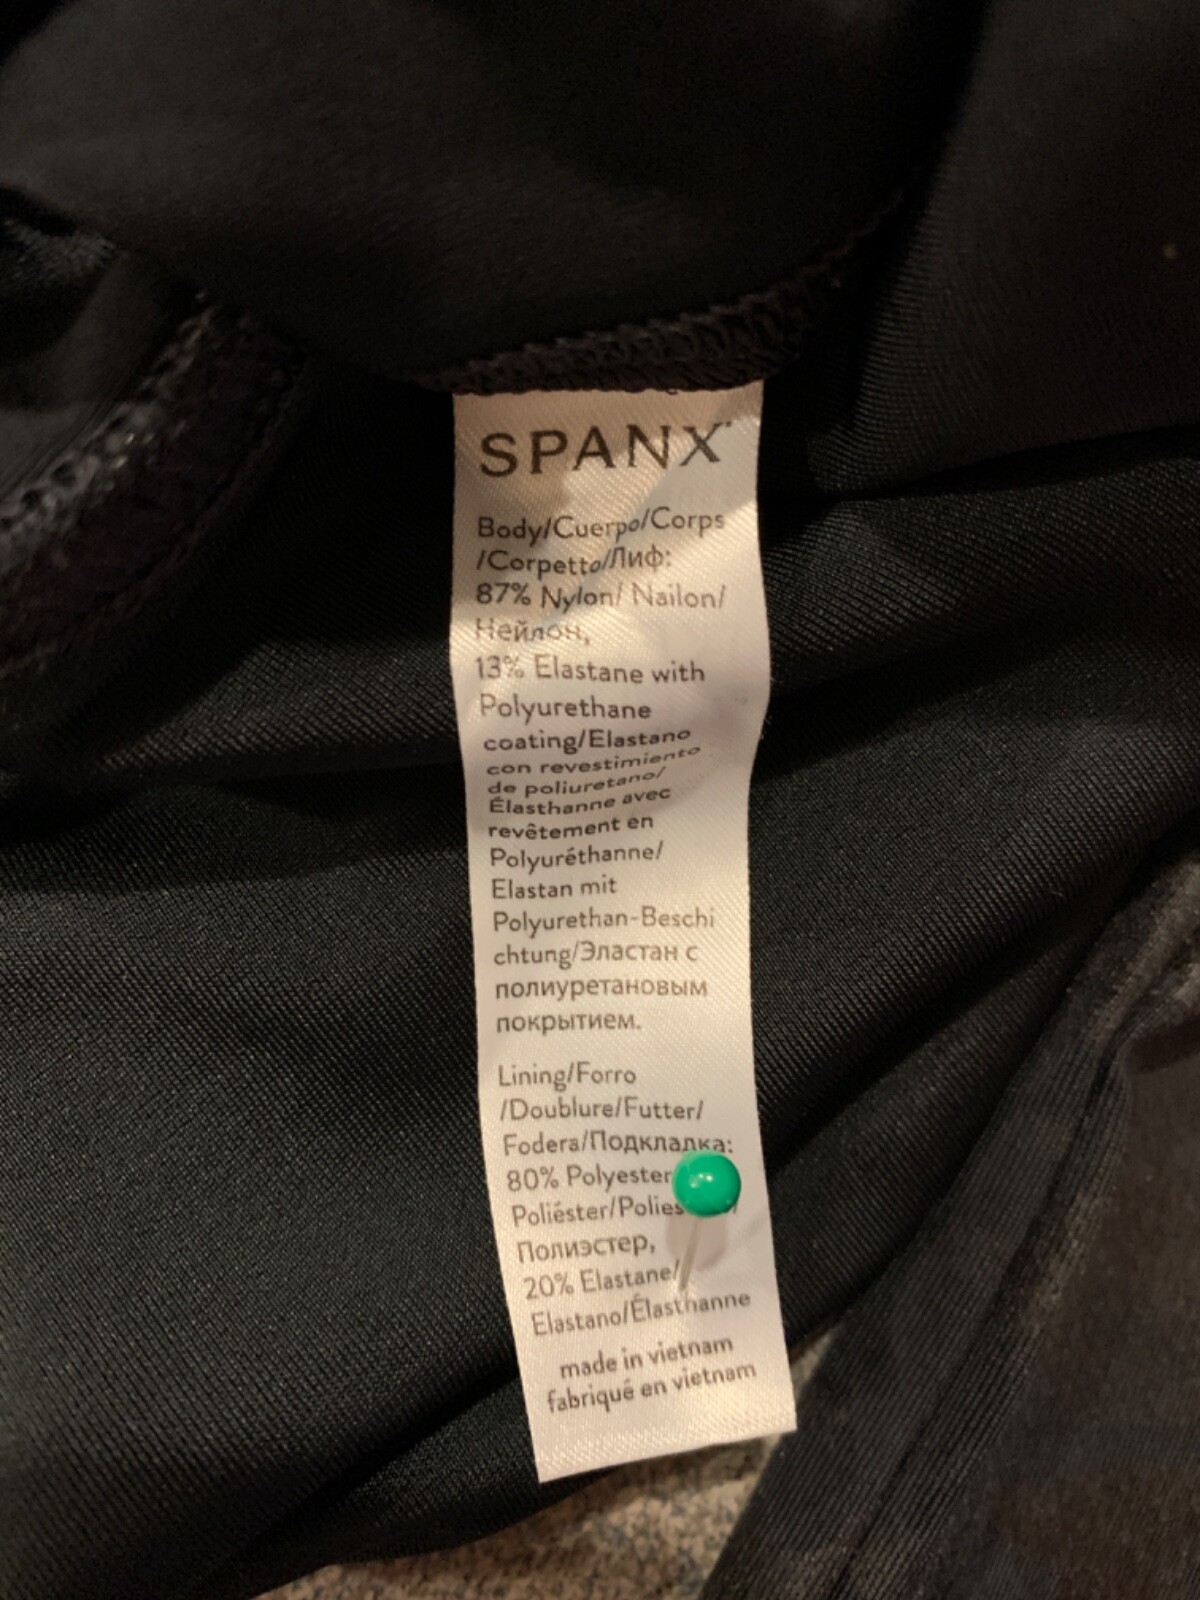 SPANX
Body/Cuerpo/Corps
/Corpetto/Лиф:
87% Nylon/ Nailon/
Нейлон,
13% Elastane with
Polyurethane
coating/Elastano
con revestimiento
de poliuretano/
Élasthanne avec
revêtement en
Polyuréthanne/
Elastan mit
Polyurethan-Beschi
chtung/Эластан с
полиуретановым
покрытием.
Lining/Forro
/Doublure/Futter/
Fodera/Подкладка:
80% Polyester
Poliéster/
Полиэстер,
20% Elastane/
Elastano/Élasthanne
made in vietnam
fabriqué en vietnam